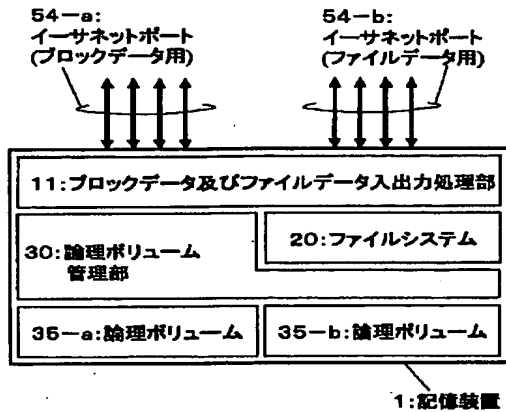 54-a:
イーサネットポート
(ブロックデータ用)
54-b:
イーサネットポート
(ファイルデータ用)
11:ブロックデータ及びファイルデータ入出力処理部
30:論理ボリューム
管理部
20:ファイルシステム
35-a:論理ボリューム
35-b:論理ボリューム
1:記憶装置